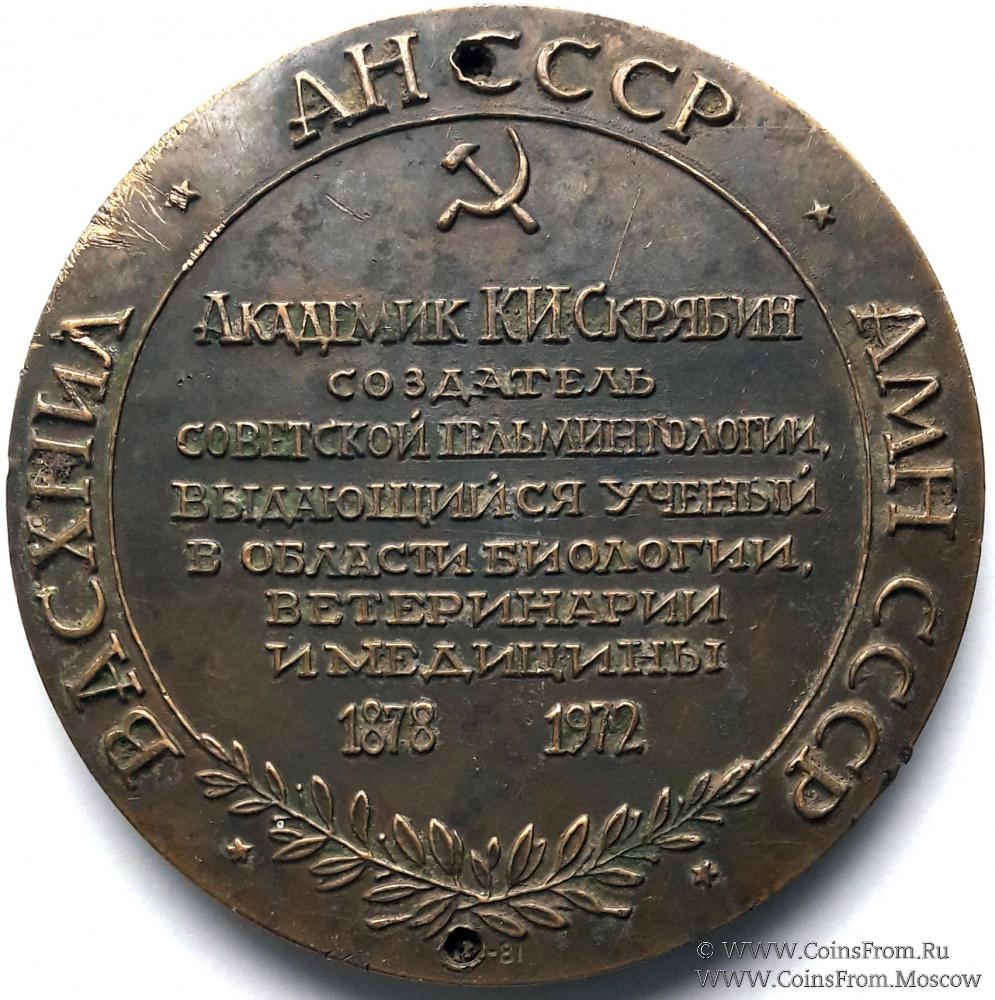 АН СССР
ВАСХНИЛ
АМН СССР
АКАДЕМИК К И СКРЯБИН
СОЗДАТЕЛЬ
СОВЕТСКОЙ ГЕЛЬМИНТОЛОГИИ,
ВЫДАЮЩИЙСЯ УЧЕНЫЙ
В ОБЛАСТИ БИОЛОГИИ,
ВЕТЕРИНАРИИ
И МЕДИЦИНЫ
1878 1972
-81
© WWW.CoinsFrom.Ru
WWW.CoinsFrom.Moscow